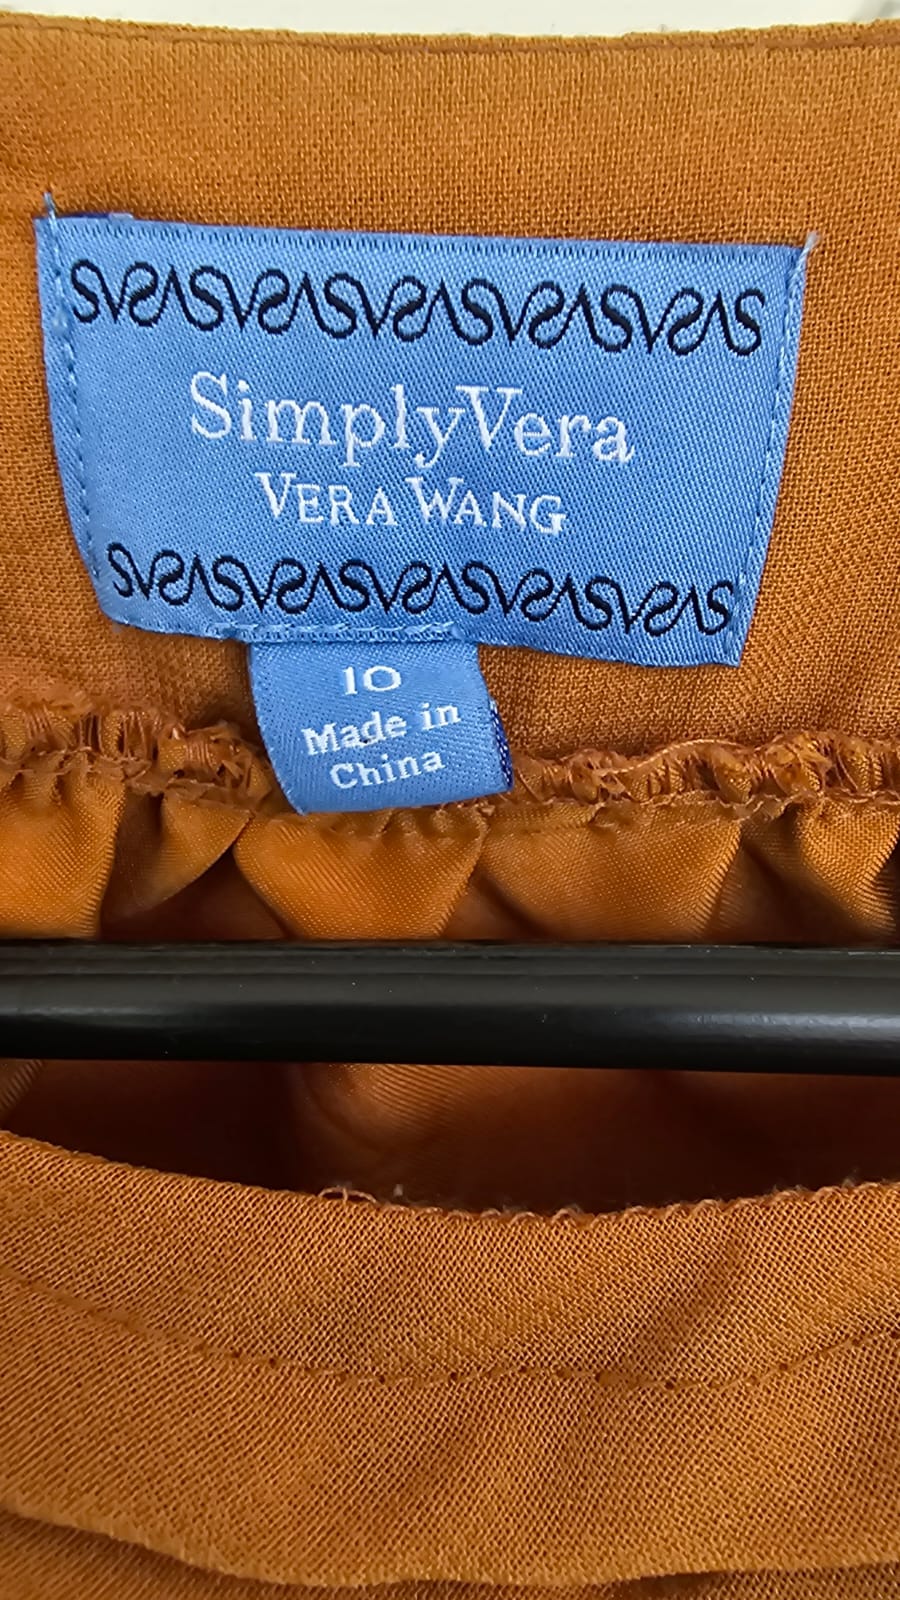 SimplyVera
VERA WANG
10
Made in
China